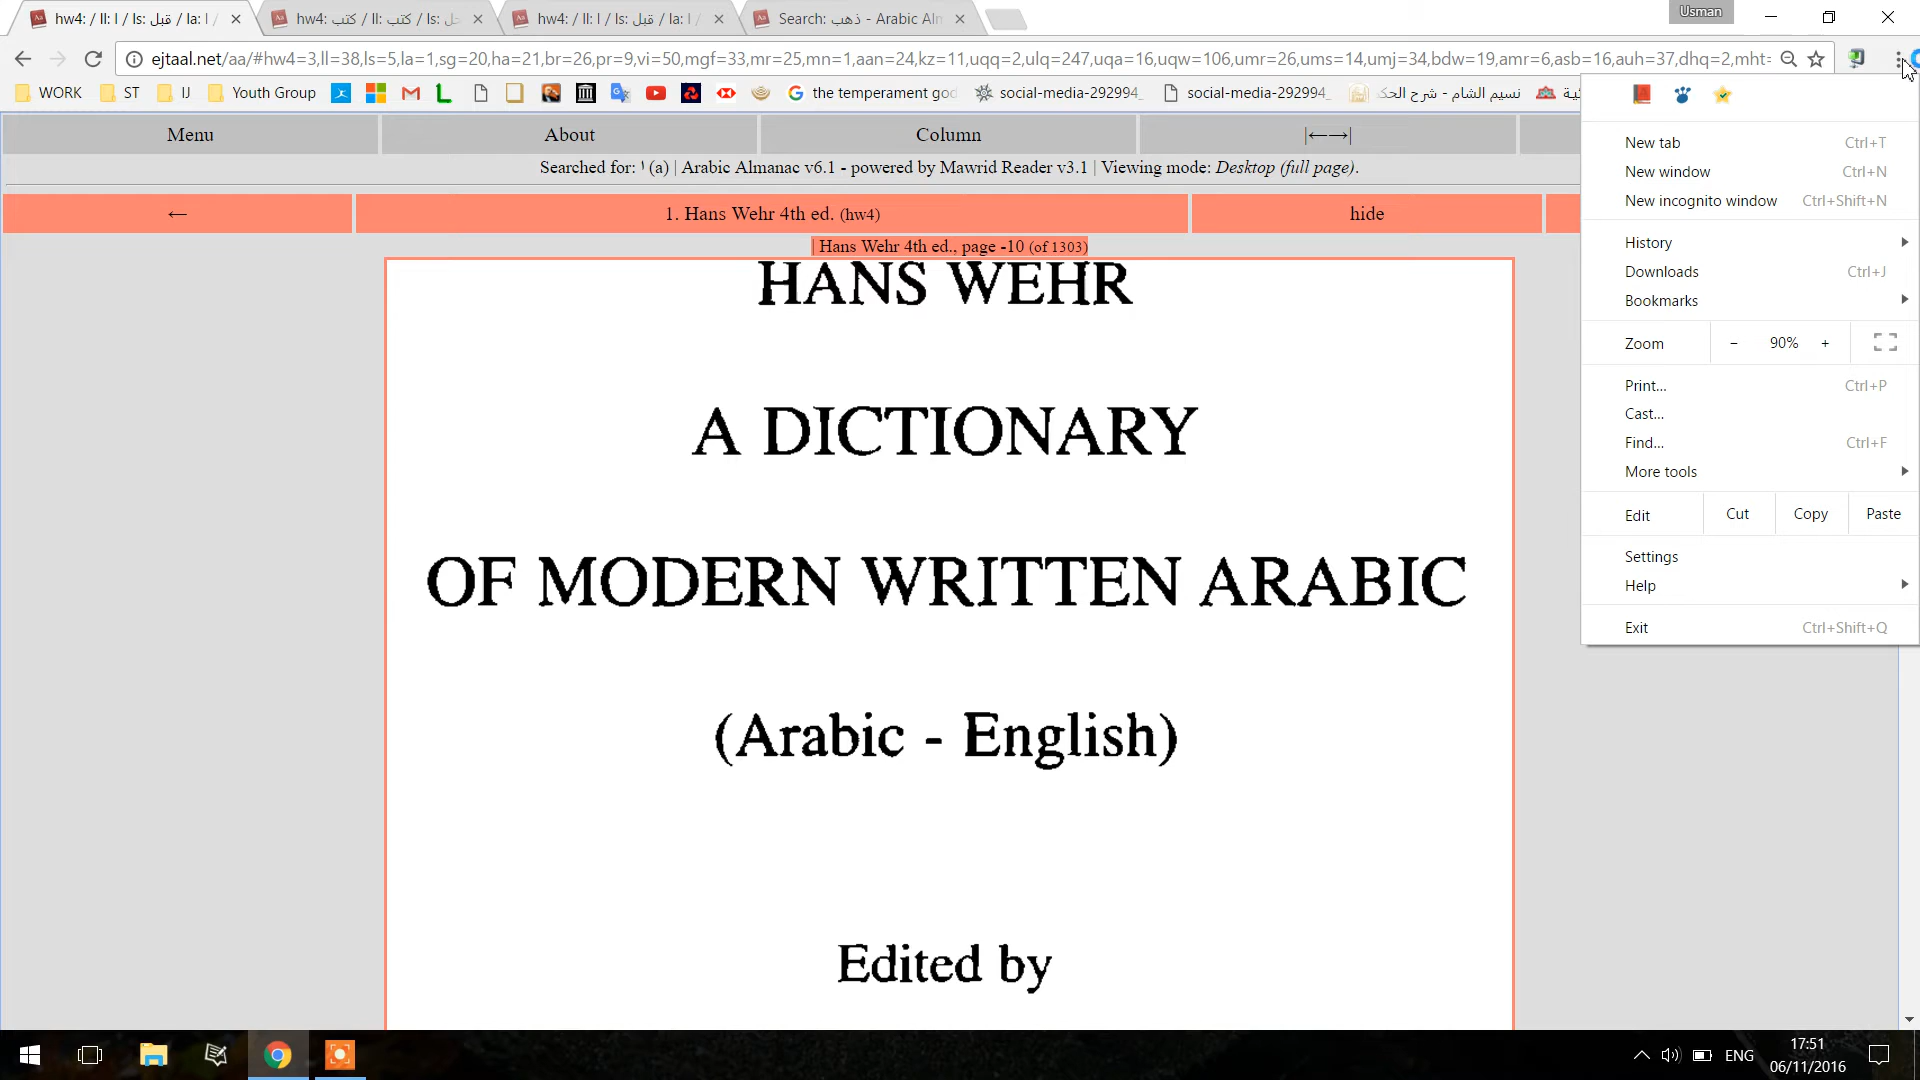 hw4: / ll: ا / ls: قبل / la: ا /
hw4: كتب / ll: كتب / ls:
hw4: / ll: ا / ls: قبل / la: ا /
Search: ذهب - Arabic Alm
Usman
ejtaal.net/aa/#hw4=3,ll=38,ls=5,la=1,sg=20,ha=21,br=26,pr=9,vi=50,mgf=33,mr=25,mn=1,aan=24,kz=11,uqq=2,ulq=247,uqa=16,uqw=106,umr=26,ums=14,umj=34,bdw=19,amr=6,asb=16,auh=37,dhq=2,mht=
WORK
ST
IJ
Youth Group
the temperament god
social-media-292994
social-media-292994
نسيم الشام - شرح الحك
Menu
About
Column
|←→|
Searched for: ا (a) | Arabic Almanac v6.1 - powered by Mawrid Reader v3.1 | Viewing mode: Desktop (full page).
←
1. Hans Wehr 4th ed. (hw4)
hide
| Hans Wehr 4th ed., page -10 (of 1303)
HANS WEHR
A DICTIONARY
OF MODERN WRITTEN ARABIC
(Arabic - English)
Edited by
New tab Ctrl+T
New window Ctrl+N
New incognito window Ctrl+Shift+N
History
Downloads Ctrl+J
Bookmarks
Zoom - 90% +
Print... Ctrl+P
Cast...
Find... Ctrl+F
More tools
Edit Cut Copy Paste
Settings
Help
Exit Ctrl+Shift+Q
ENG
17:51
06/11/2016